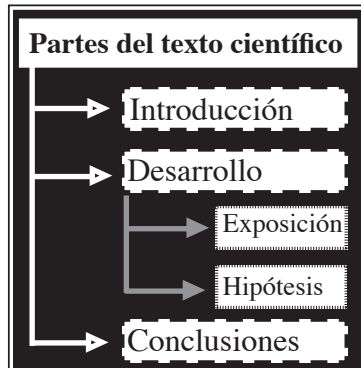 Partes del texto científico
Introducción
Desarrollo
Exposición
Hipótesis
Conclusiones